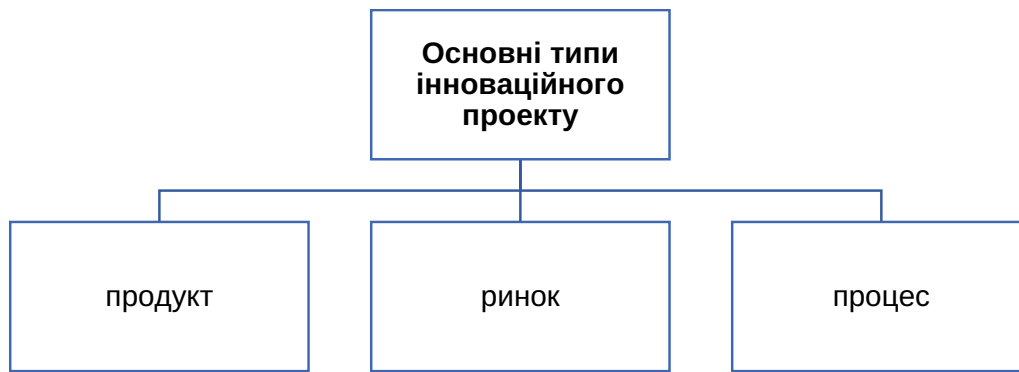 Основні типи
інноваційного
проекту
продукт
ринок
процес